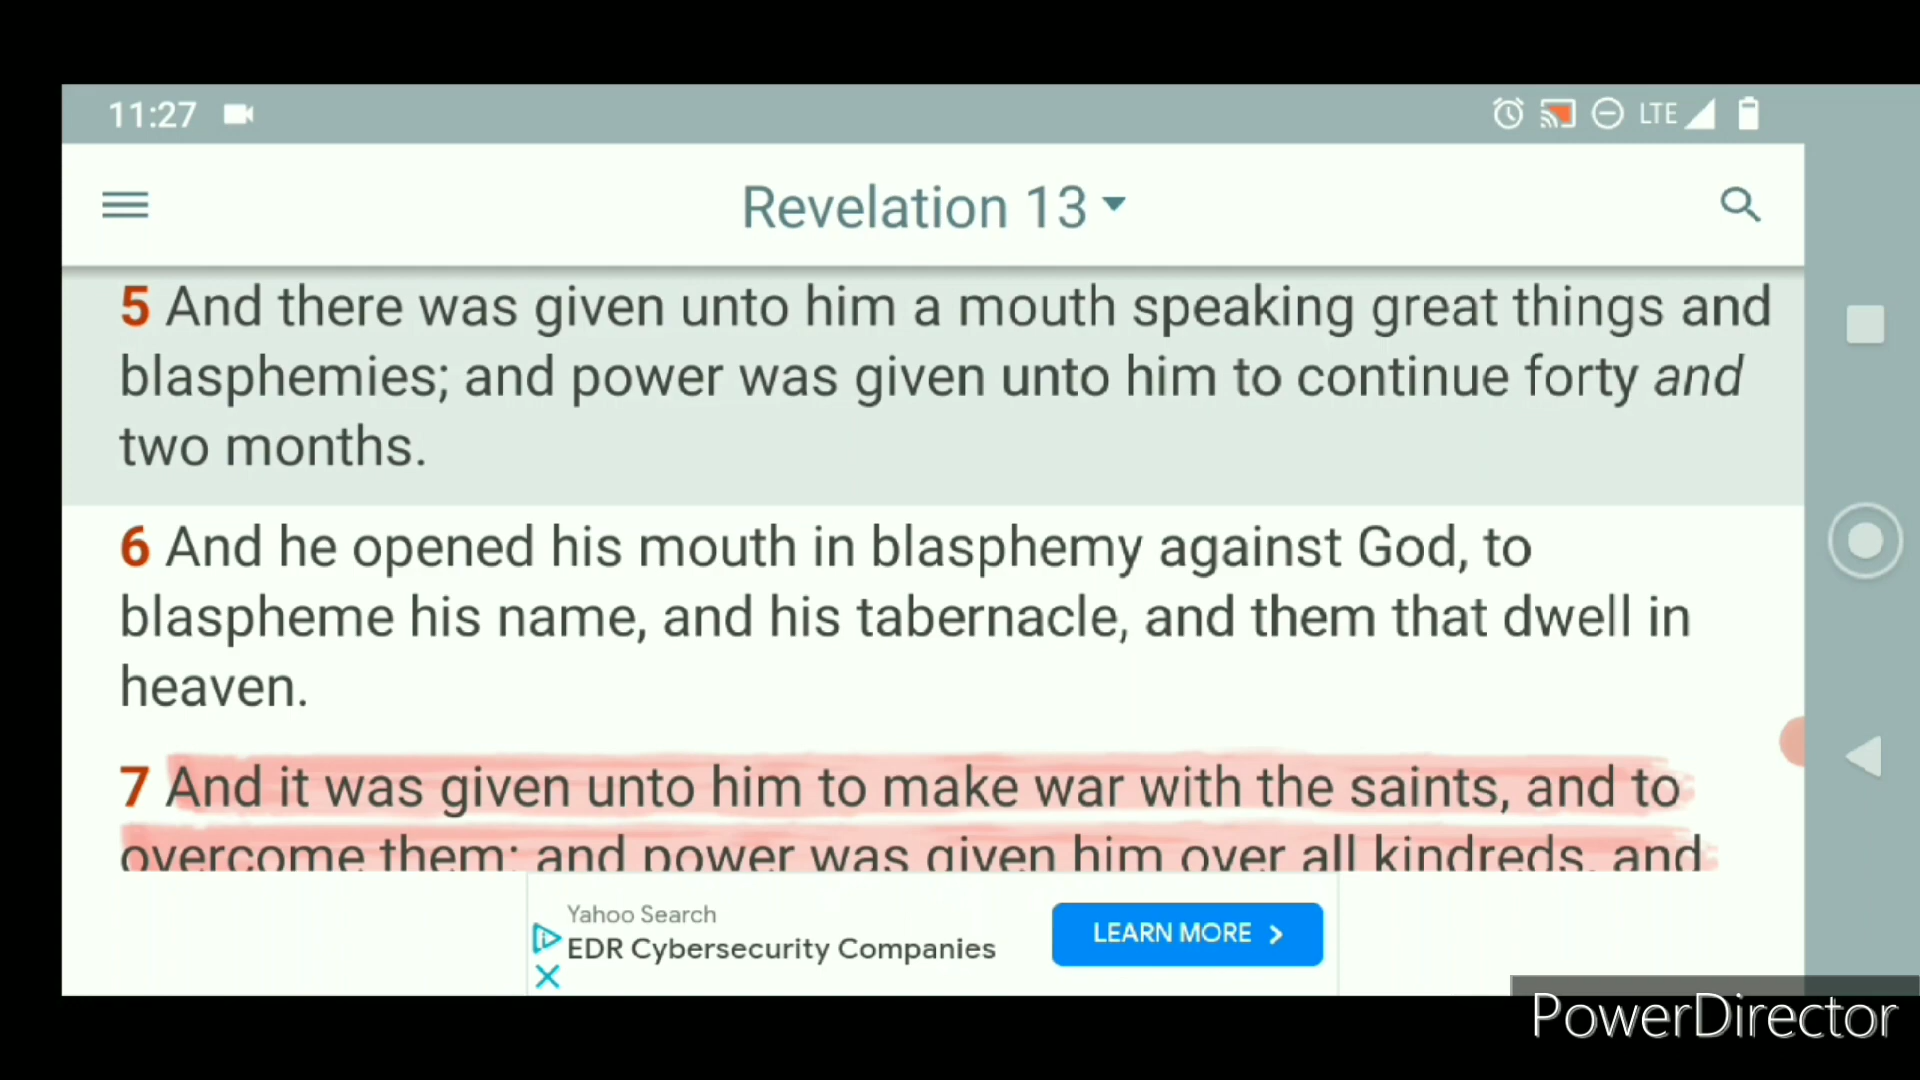 11:27
LTE
Revelation 13
5 And there was given unto him a mouth speaking great things and
blasphemies; and power was given unto him to continue forty and
two months.
6 And he opened his mouth in blasphemy against God, to
blaspheme his name, and his tabernacle, and them that dwell in
heaven.
7 And it was given unto him to make war with the saints, and to
overcome them; and power was given him over all kindreds, and
Yahoo Search
EDR Cybersecurity Companies
LEARN MORE
PowerDirector